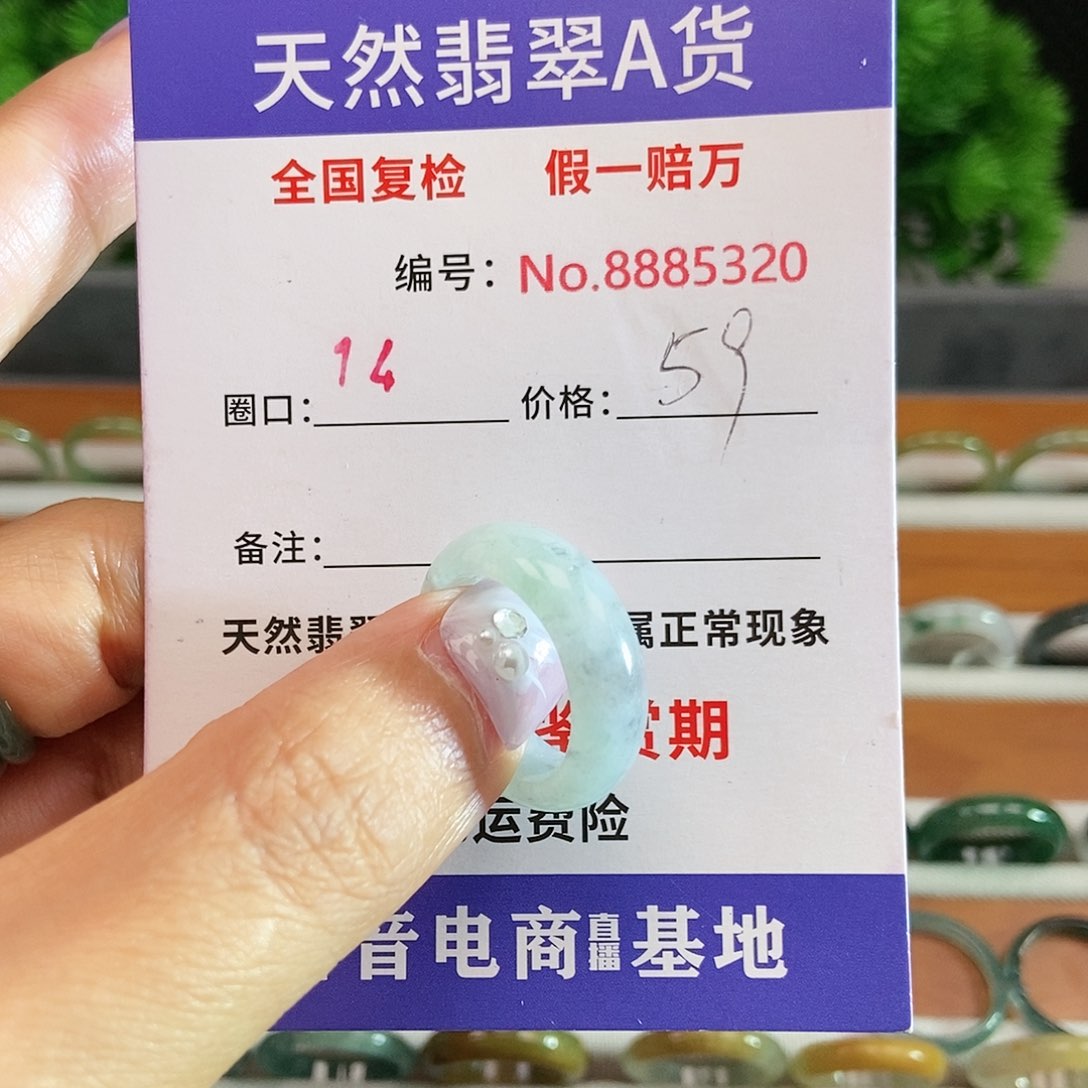 天然翡翠A货
全国复检 假一赔万
编号：No.8885320
圈口：14 价格：59
备注：
天然翡 属正常现象
赏期
运费险
音电商直播基地